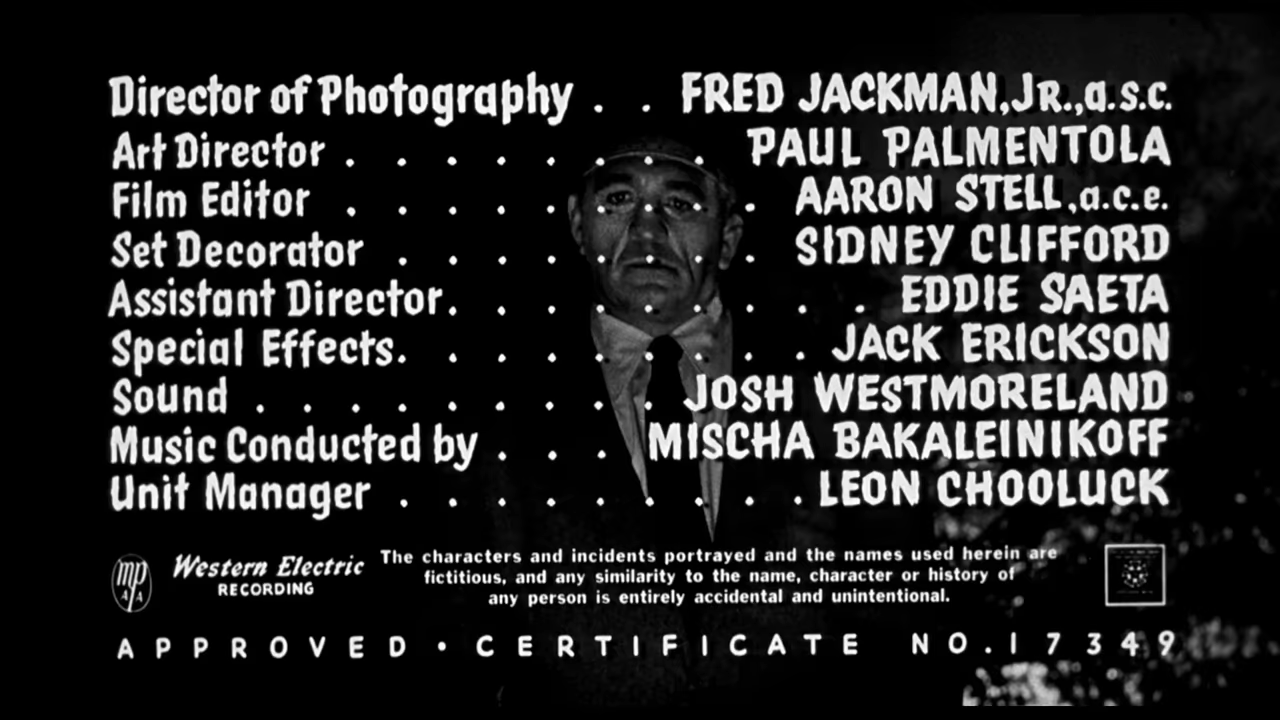 Director of Photography . . FRED JACKMAN, JR., a.s.c.
Art Director . . . . . . . . PAUL PALMENTOLA
Film Editor . . . . . . . . . AARON STELL, a.c.e.
Set Decorator . . . . . . . . SIDNEY CLIFFORD
Assistant Director . . . . . . . . . EDDIE SAETA
Special Effects . . . . . . . . . JACK ERICKSON
Sound . . . . . . . . . JOSH WESTMORELAND
Music Conducted by . . . MISCHA BAKALEINIKOFF
Unit Manager . . . . . . . . . LEON CHOOLUCK
mp
AA
Western Electric
RECORDING
The characters and incidents portrayed and the names used herein are
fictitious, and any similarity to the name, character or history of
any person is entirely accidental and unintentional.
APPROVED • CERTIFICATE NO. 17349